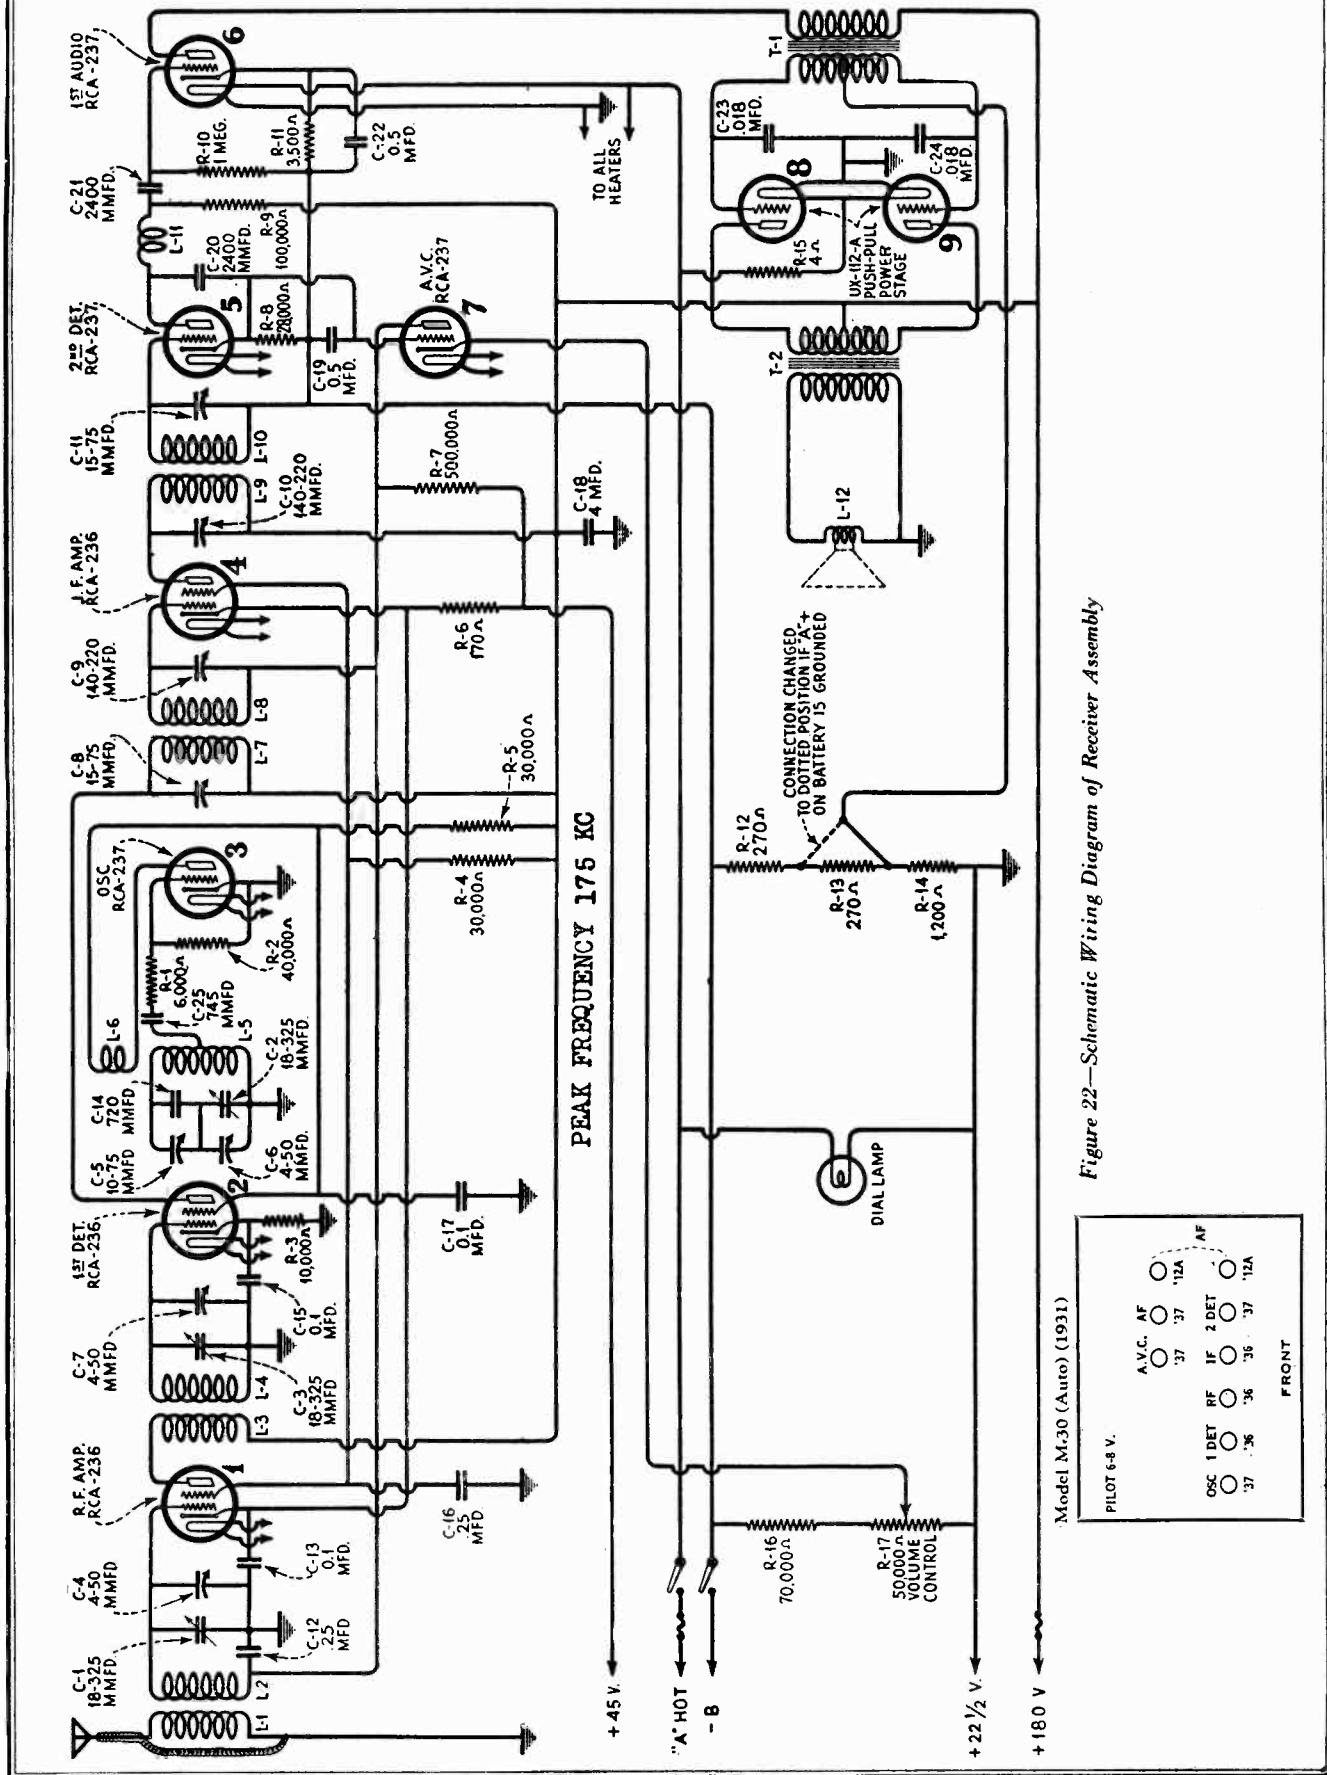 1ST AUDIO
RCA-237
6
C-21
2400
MMFD.
R-10
1 MEG.
R-11
3,500Ω
C-22
0.5
MFD.
TO ALL
HEATERS
L-11
C-20
2400
MMFD.
R-9
100,000Ω
2ND DET.
RCA-237
5
R-8
28,000Ω
C-19
0.5
MFD.
A.V.C.
RCA-237
7
C-11
15-75
MMFD.
L-10
L-9
C-10
140-220
MMFD.
R-7
500,000Ω
C-18
4 MFD.
I.F. AMP.
RCA-236
4
C-9
140-220
MMFD.
L-8
R-6
170Ω
C-8
15-75
MMFD.
L-7
R-5
30,000Ω
R-4
30,000Ω
OSC.
RCA-237
3
R-2
40,000Ω
R-1
6,000Ω
C-25
745
MMFD
L-6
L-5
C-2
18-325
MMFD.
C-14
720
MMFD
C-5
10-75
MMFD
C-6
4-50
MMFD.
1ST DET.
RCA-236
2
R-3
10,000Ω
C-17
0.1
MFD.
C-15
0.1
MFD.
C-7
4-50
MMFD
C-3
18-325
MMFD
L-4
L-3
R.F. AMP.
RCA-236
1
C-16
.25
MFD
C-4
4-50
MMFD
C-13
0.1
MFD.
C-12
.25
MFD
C-1
18-325
MMFD.
L2
L-1
PEAK FREQUENCY 175 KC
T-1
C-23
.018
MFD.
C-24
.018
MFD.
8
9
R-15
4Ω
UX-112-A
PUSH-PULL
POWER
STAGE
T-2
L-12
CONNECTION CHANGED
TO DOTTED POSITION IF "A"+
ON BATTERY IS GROUNDED
R-12
270Ω
R-13
270Ω
R-14
1,200Ω
DIAL LAMP
R-16
70,000Ω
R-17
50,000Ω
VOLUME
CONTROL
+45 V.
"A" HOT
- B
+22 ½ V.
+180 V
Figure 22—Schematic Wiring Diagram of Receiver Assembly
Model M-30 (Auto) (1931)
PILOT 6-8 V.
A.V.C. AF
'37 '37 '12A
AF
OSC 1 DET RF IF 2 DET
'37 '36 '36 '36 '37 '12A
FRONT